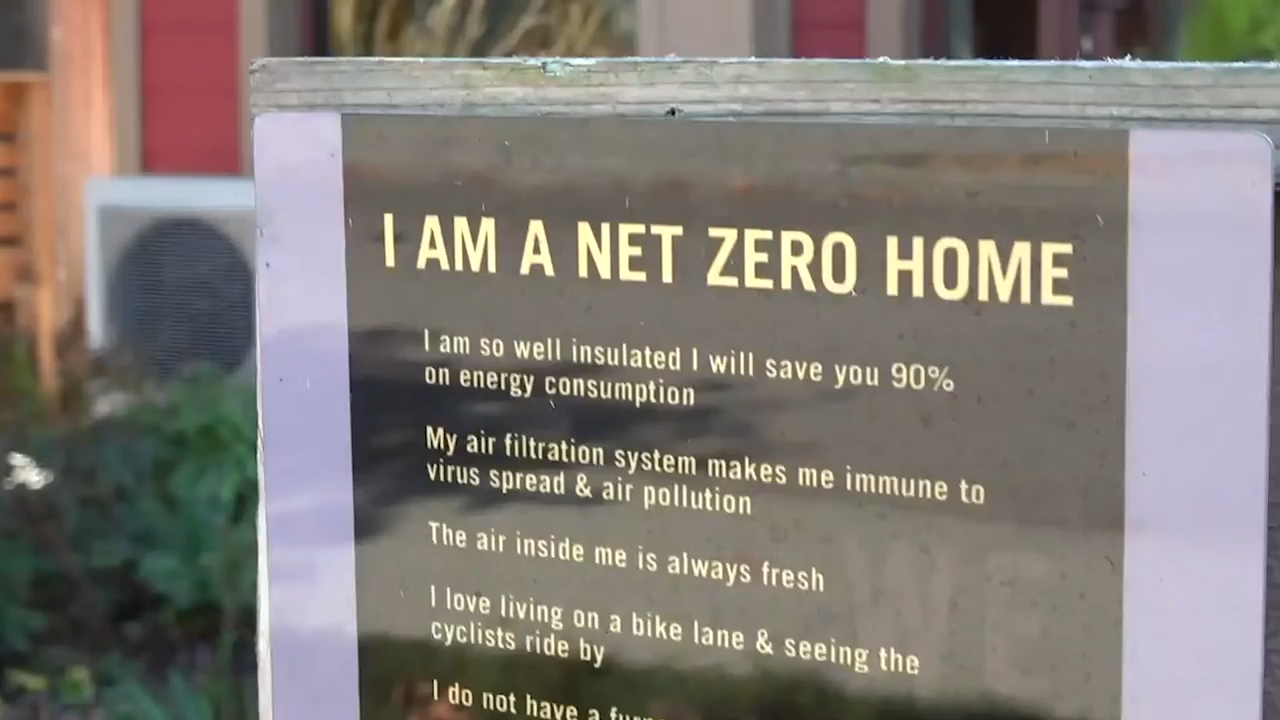 I AM A NET ZERO HOME
I am so well insulated I will save you 90%
on energy consumption
My air filtration system makes me immune to
virus spread & air pollution
The air inside me is always fresh
I love living on a bike lane & seeing the
cyclists ride by
I do not have a